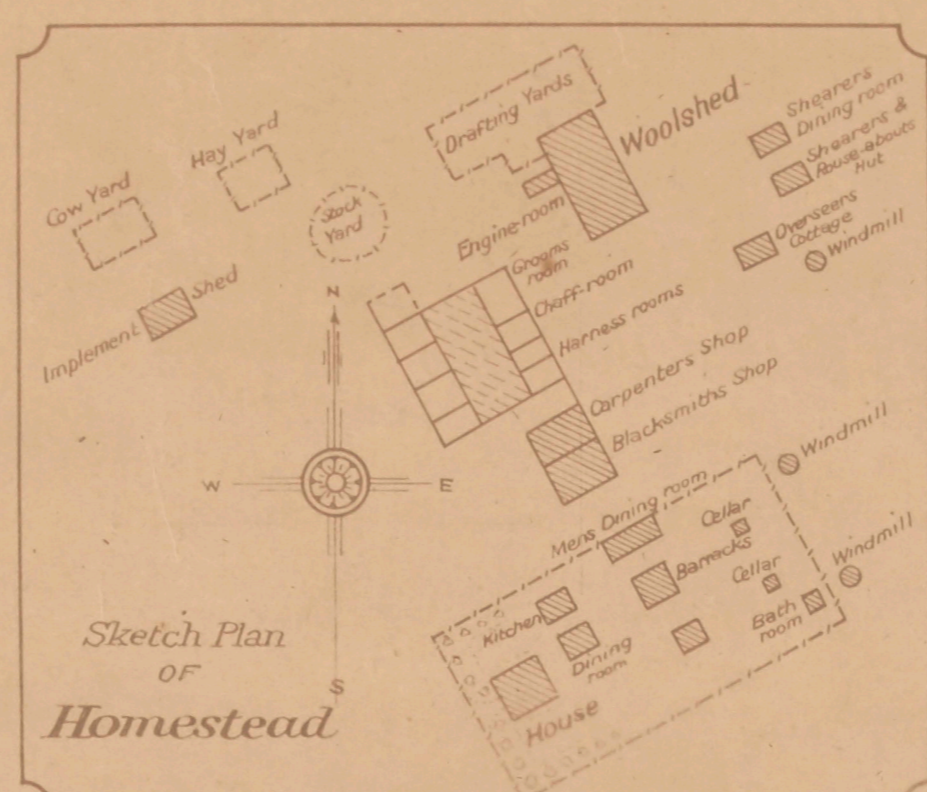 Drafting Yards
Woolshed
Shearers
Dining room
Shearers &
Rouse-abouts
Hut
Hay Yard
Cow Yard
Stock
Yard
Engine-room
Overseers
Cottage
Windmill
Grooms
room
Implement Shed
Chaff-room
Harness rooms
N
Carpenters Shop
Blacksmiths Shop
W
E
Windmill
Mens Dining room
Cellar
Barracks
Cellar
Windmill
Kitchen
Dining
room
Bath
room
House
S
Sketch Plan
OF
Homestead